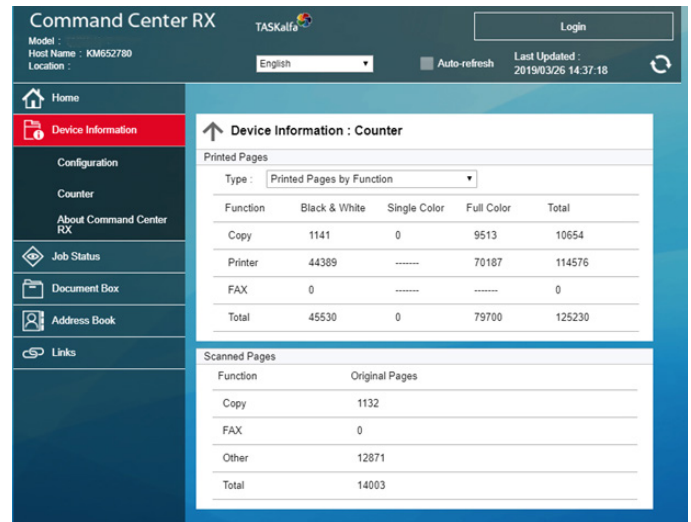 Command Center RX
TASKalfa
Login
Model :
Host Name : KM652780
Location :
English
Auto-refresh
Last Updated :
2019/03/26 14:37:18
Home
Device Information
Configuration
Counter
About Command Center
RX
Job Status
Document Box
Address Book
Links
Device Information : Counter
Printed Pages
Type : Printed Pages by Function
Function Black & White Single Color Full Color Total
Copy 1141 0 9513 10654
Printer 44389 ------- 70187 114576
FAX 0 ------- ------- 0
Total 45530 0 79700 125230
Scanned Pages
Function Original Pages
Copy 1132
FAX 0
Other 12871
Total 14003